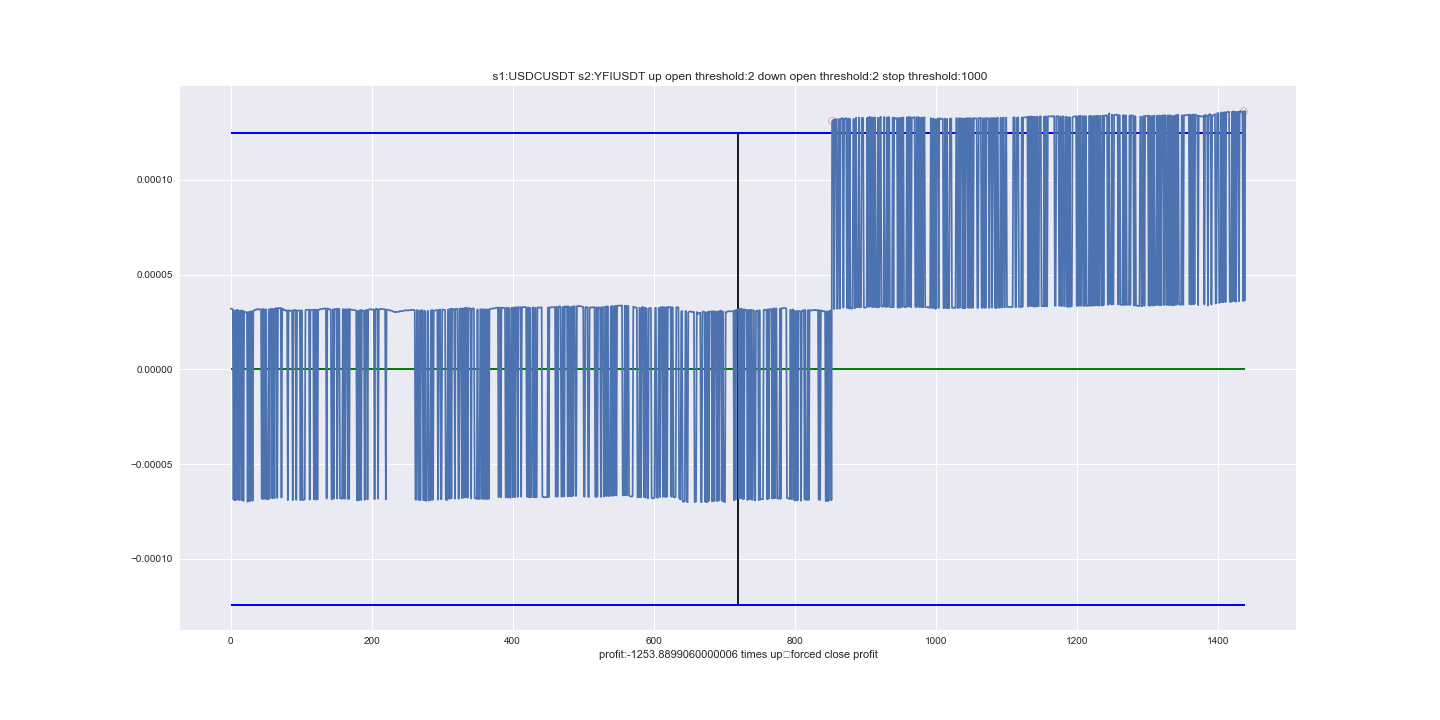 s1:USDCUSDT s2:YFIUSDT up open threshold:2 down open threshold:2 stop threshold:1000
0.00010
0.00005
0.00000
−0.00005
−0.00010
0 200 400 600 800 1000 1200 1400
profit:-1253.8899060000006 times up□forced close profit